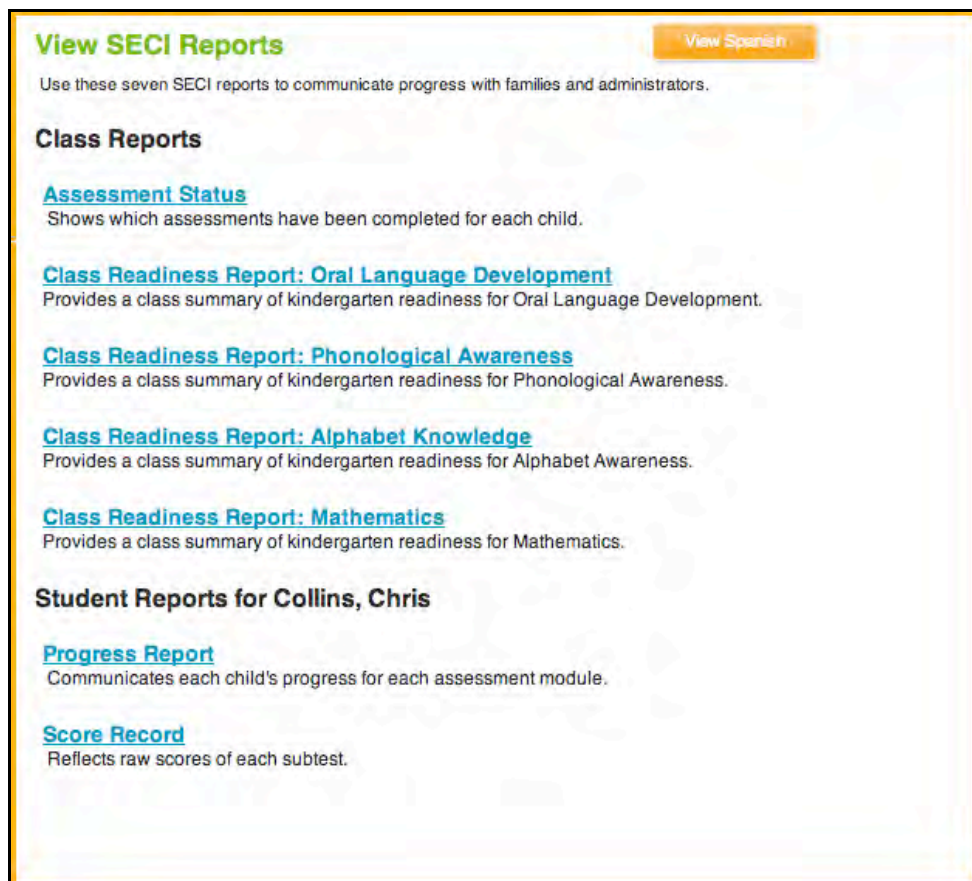 View SECI Reports
View Spanish
Use these seven SECI reports to communicate progress with families and administrators.
Class Reports
Assessment Status
Shows which assessments have been completed for each child.
Class Readiness Report: Oral Language Development
Provides a class summary of kindergarten readiness for Oral Language Development.
Class Readiness Report: Phonological Awareness
Provides a class summary of kindergarten readiness for Phonological Awareness.
Class Readiness Report: Alphabet Knowledge
Provides a class summary of kindergarten readiness for Alphabet Awareness.
Class Readiness Report: Mathematics
Provides a class summary of kindergarten readiness for Mathematics.
Student Reports for Collins, Chris
Progress Report
Communicates each child's progress for each assessment module.
Score Record
Reflects raw scores of each subtest.